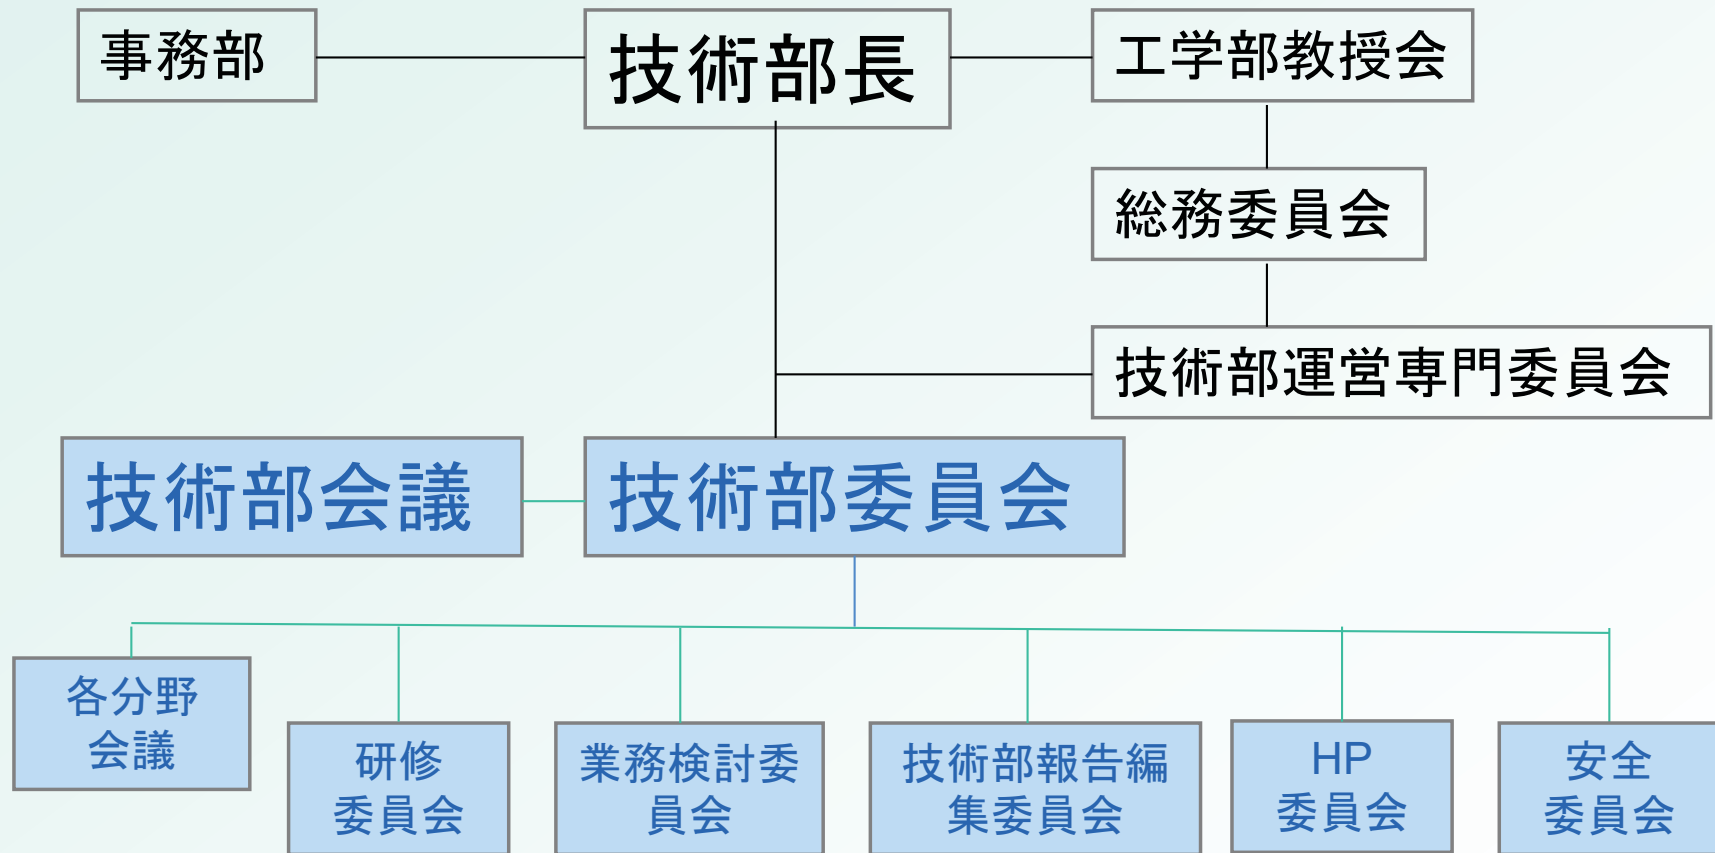 事務部
技術部長
工学部教授会
総務委員会
技術部運営専門委員会
技術部会議
技術部委員会
各分野
会議
研修
委員会
業務検討委
員会
技術部報告編
集委員会
HP
委員会
安全
委員会